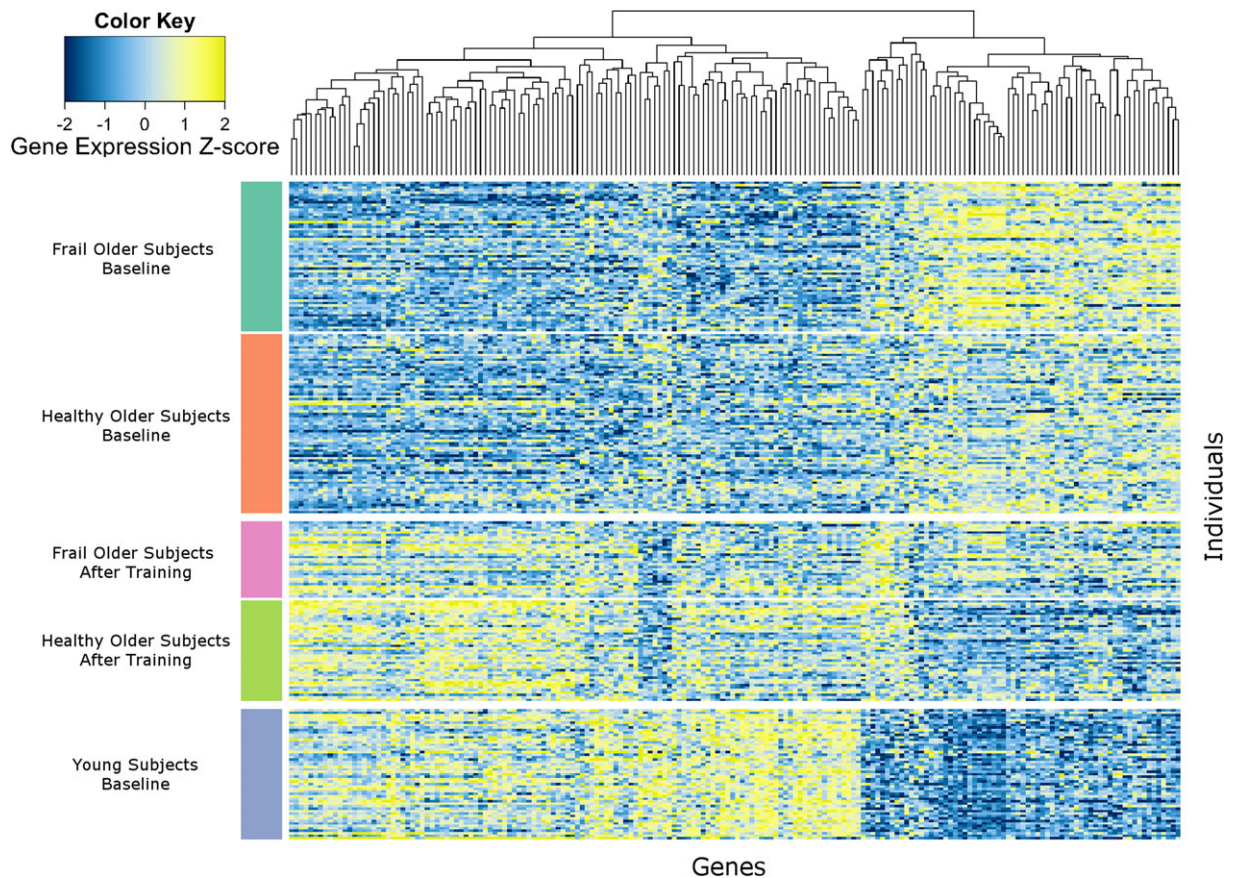 Color Key
-2 -1 0 1 2
Gene Expression Z-score
Frail Older Subjects
Baseline
Healthy Older Subjects
Baseline
Frail Older Subjects
After Training
Healthy Older Subjects
After Training
Young Subjects
Baseline
Individuals
Genes